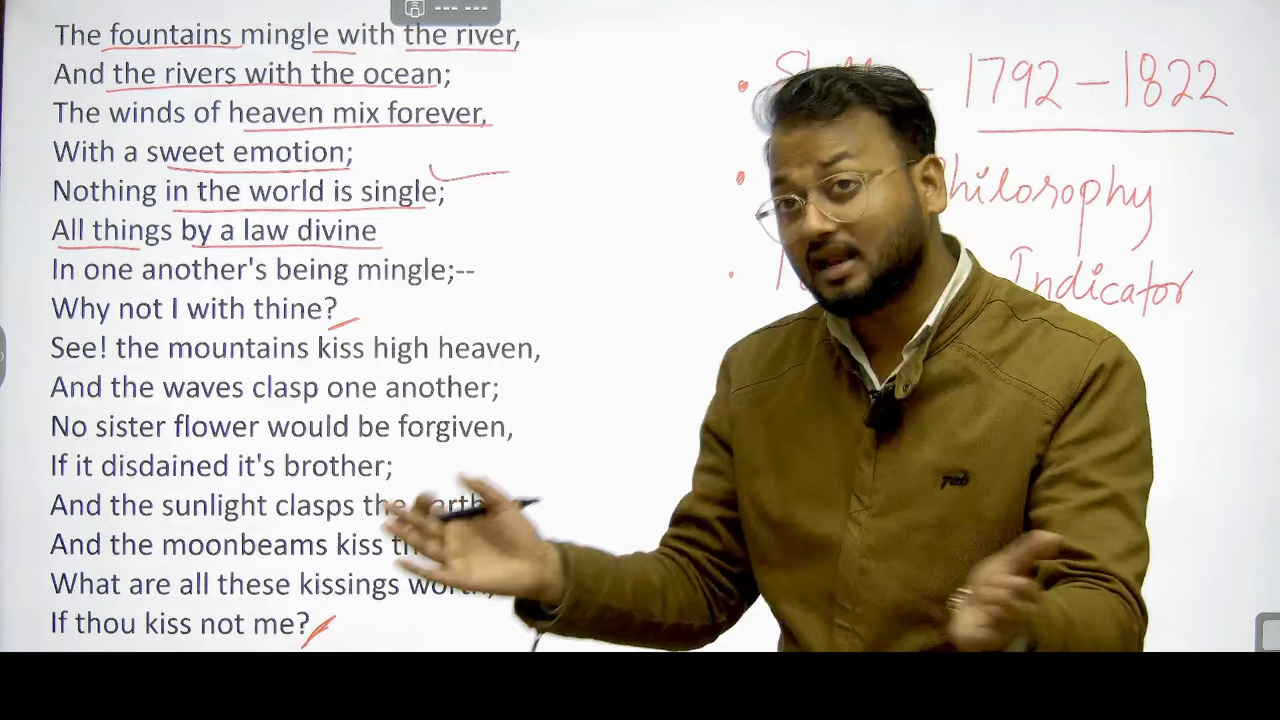 The fountains mingle with the river,
And the rivers with the ocean;
The winds of heaven mix forever,
With a sweet emotion;
Nothing in the world is single;
All things by a law divine
In one another's being mingle;--
Why not I with thine?
See! the mountains kiss high heaven,
And the waves clasp one another;
No sister flower would be forgiven,
If it disdained it's brother;
And the sunlight clasps the
And the moonbeams kiss
What are all these kissings
If thou kiss not me?
1792 - 1822
Philosophy
Indicator